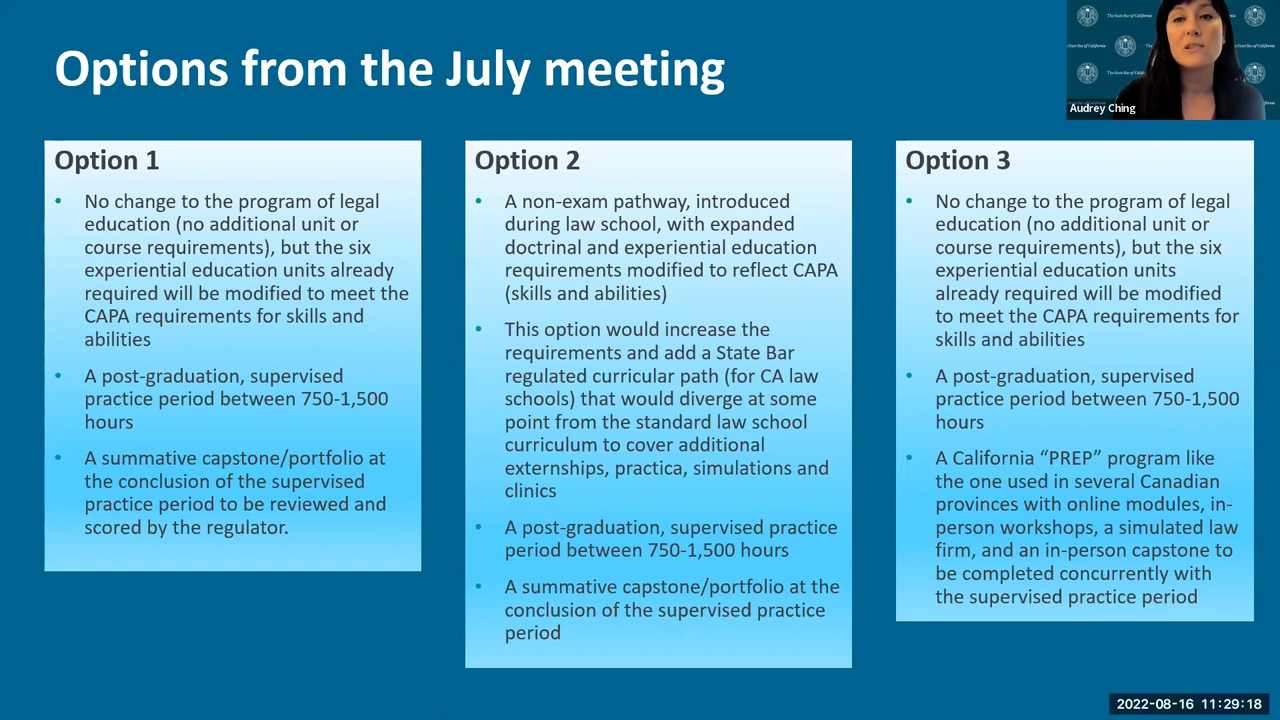 Options from the July meeting
The State Bar of California
Audrey Ching
Option 1
• No change to the program of legal
education (no additional unit or
course requirements), but the six
experiential education units already
required will be modified to meet the
CAPA requirements for skills and
abilities
• A post-graduation, supervised
practice period between 750-1,500
hours
• A summative capstone/portfolio at
the conclusion of the supervised
practice period to be reviewed and
scored by the regulator.
Option 2
• A non-exam pathway, introduced
during law school, with expanded
doctrinal and experiential education
requirements modified to reflect CAPA
(skills and abilities)
• This option would increase the
requirements and add a State Bar
regulated curricular path (for CA law
schools) that would diverge at some
point from the standard law school
curriculum to cover additional
externships, practica, simulations and
clinics
• A post-graduation, supervised practice
period between 750-1,500 hours
• A summative capstone/portfolio at the
conclusion of the supervised practice
period
Option 3
• No change to the program of legal
education (no additional unit or
course requirements), but the six
experiential education units
already required will be modified
to meet the CAPA requirements for
skills and abilities
• A post-graduation, supervised
practice period between 750-1,500
hours
• A California “PREP” program like
the one used in several Canadian
provinces with online modules, in-
person workshops, a simulated law
firm, and an in-person capstone to
be completed concurrently with
the supervised practice period
2022-08-16 11:29:18